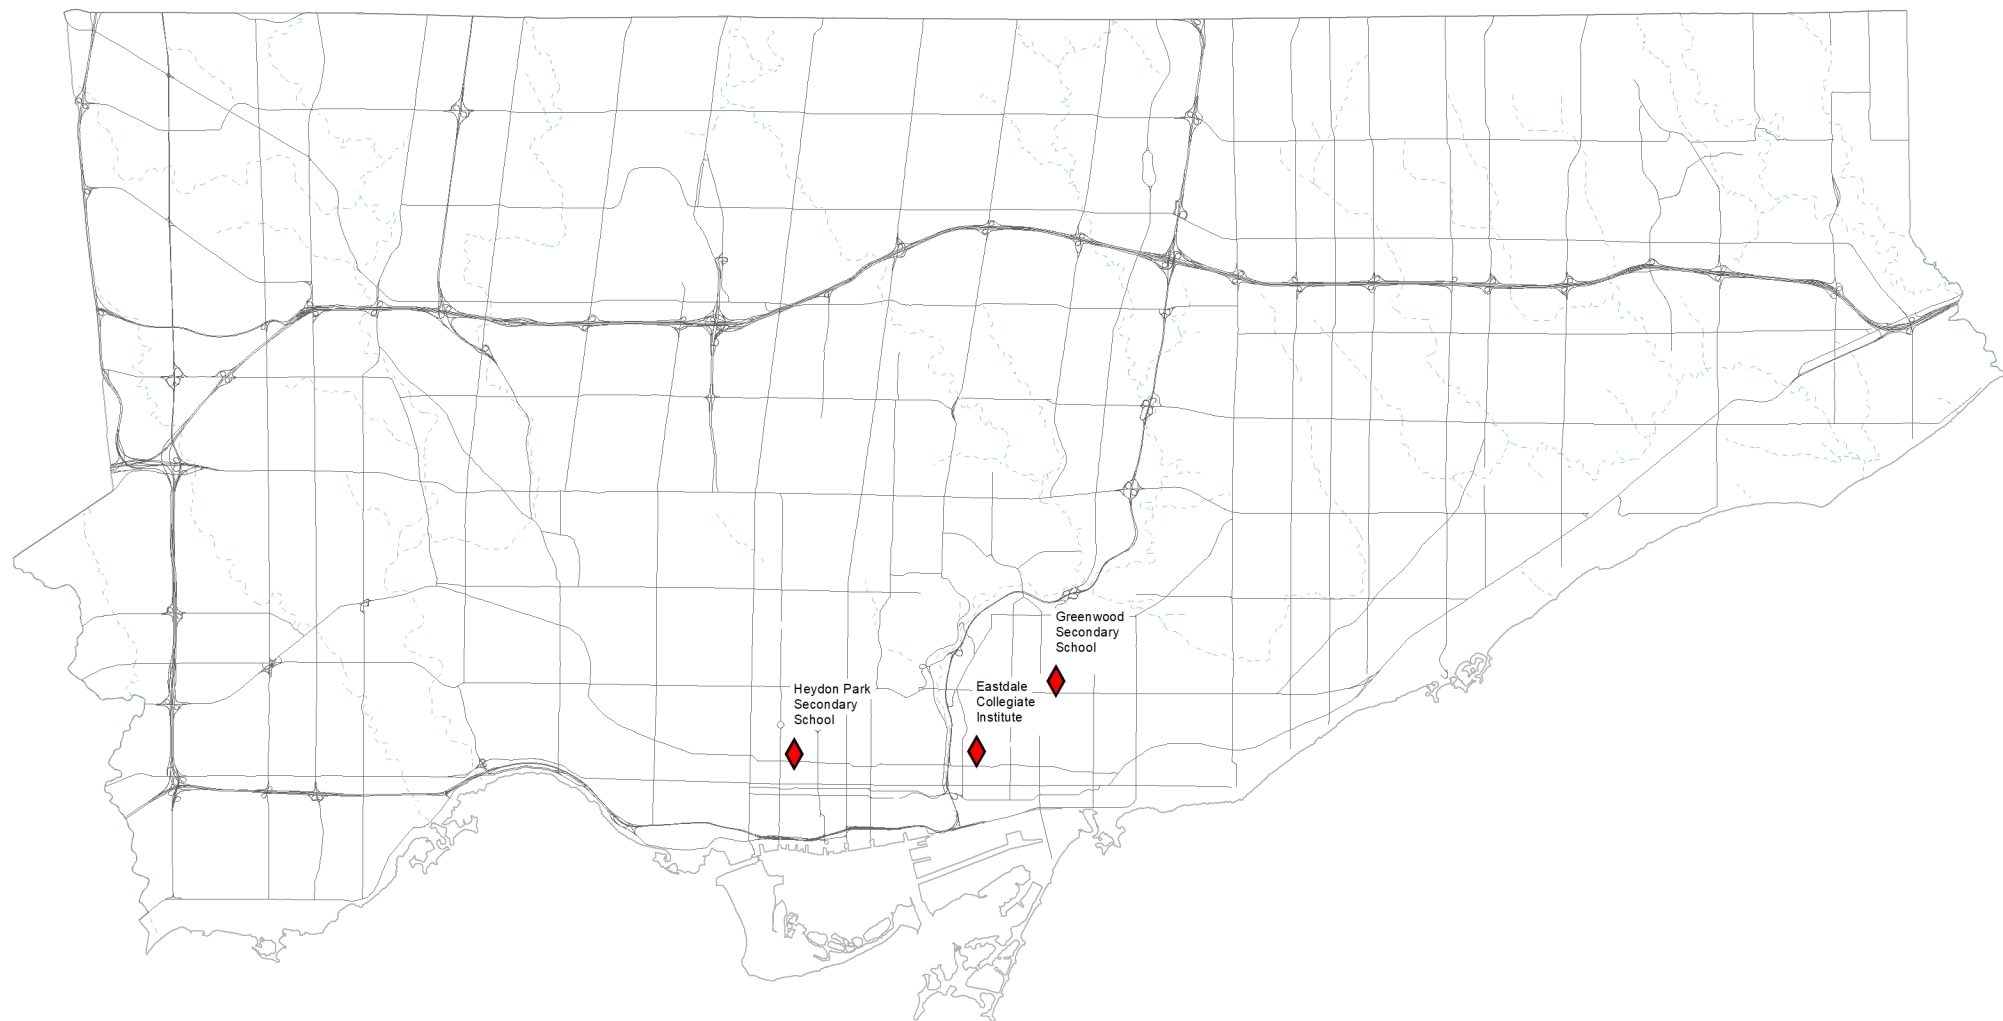 Greenwood
Secondary
School
Heydon Park
Secondary
School
Eastdale
Collegiate
Institute